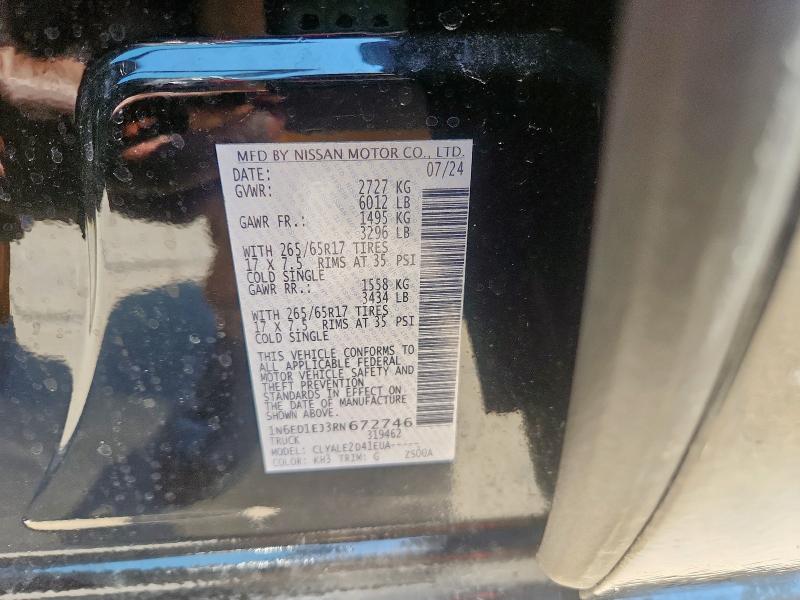 MFD BY NISSAN MOTOR CO., LTD.
DATE: 07/24
GVWR: 2727 KG
6012 LB
GAWR FR.: 1495 KG
3296 LB
WITH 265/65R17 TIRES
17 X 7.5 RIMS AT 35 PSI
COLD SINGLE
GAWR RR.: 1558 KG
3434 LB
WITH 265/65R17 TIRES
17 X 7.5 RIMS AT 35 PSI
COLD SINGLE
THIS VEHICLE CONFORMS TO
ALL APPLICABLE FEDERAL
MOTOR VEHICLE SAFETY AND
THEFT PREVENTION
STANDARDS IN EFFECT ON
THE DATE OF MANUFACTURE
SHOWN ABOVE.
1N6ED1EJ3RN672746
TRUCK 319462
MODEL: CLYALE2D41EUA-----
COLOR: KH3 TRIM: G 2500A